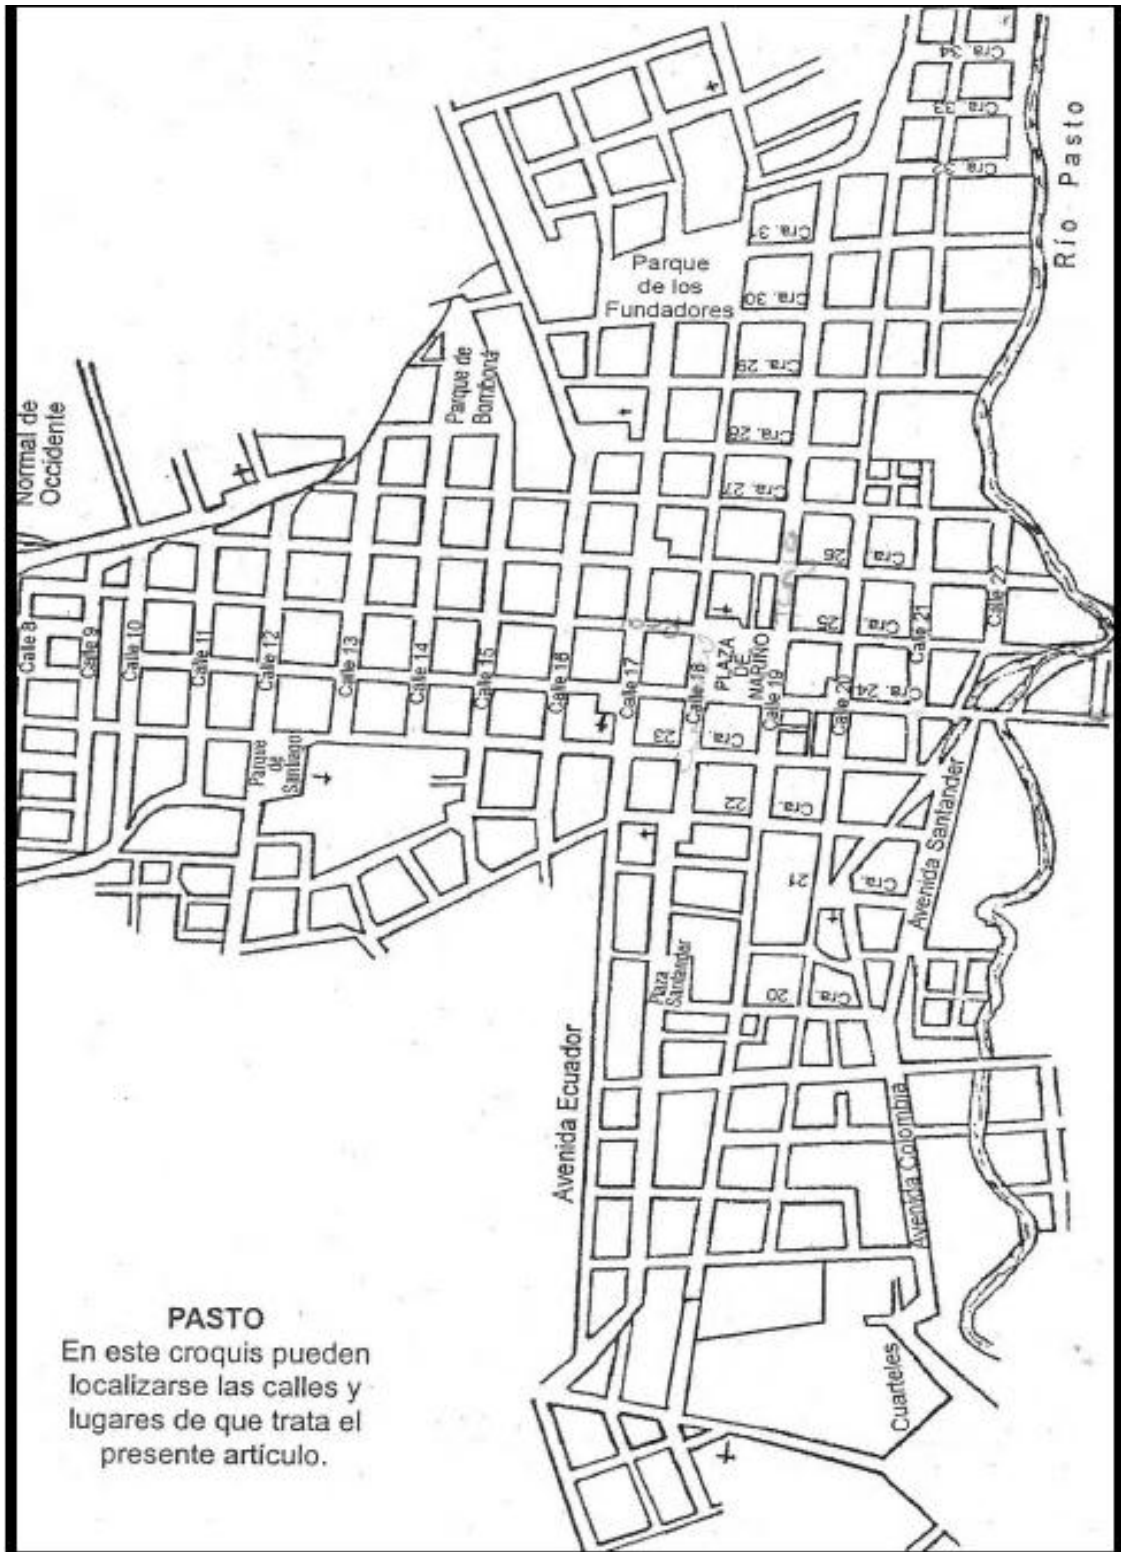 Cra. 34
Cra. 33
Cra. 32
Río Pasto
Cra. 31
Parque
de los
Fundadores
Cra. 30
Cra. 29
Parque de
Bomboná
Cra. 28
Normal de
Occidente
Cra. 27
Cra. 26
Calle 22
Calle 8
Calle 9
Calle 10
Calle 11
Calle 12
Calle 13
Calle 14
Calle 15
Calle 16
Calle 17
Calle 18
PLAZA
DE
NARIÑO
Calle 19
Calle 20
Calle 21
Cra. 25
Cra. 24
Cra. 23
Parque
de
Santiago
Cra. 22
Avenida Santander
Cra. 21
Plaza
Santander
Cra. 20
Avenida Ecuador
Avenida Colombia
Cuarteles
PASTO
En este croquis pueden
localizarse las calles y
lugares de que trata el
presente artículo.